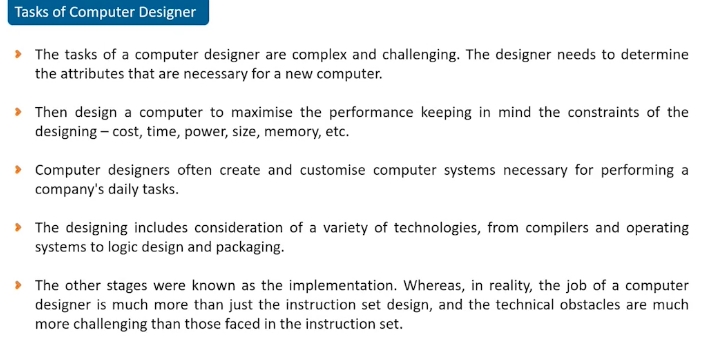 Tasks of Computer Designer
The tasks of a computer designer are complex and challenging. The designer needs to determine
the attributes that are necessary for a new computer.
Then design a computer to maximise the performance keeping in mind the constraints of the
designing – cost, time, power, size, memory, etc.
Computer designers often create and customise computer systems necessary for performing a
company's daily tasks.
The designing includes consideration of a variety of technologies, from compilers and operating
systems to logic design and packaging.
The other stages were known as the implementation. Whereas, in reality, the job of a computer
designer is much more than just the instruction set design, and the technical obstacles are much
more challenging than those faced in the instruction set.